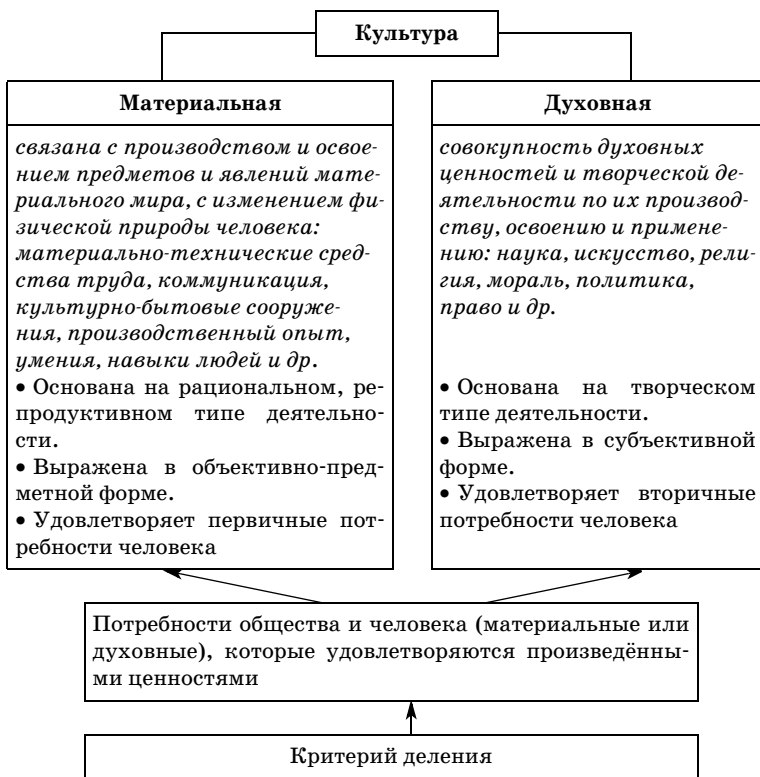 Культура
Материальная
связана с производством и освое-
нием предметов и явлений мате-
риального мира, с изменением фи-
зической природы человека:
материально-технические сред-
ства труда, коммуникация,
культурно-бытовые сооруже-
ния, производственный опыт,
умения, навыки людей и др.
• Основана на рациональном, ре-
продуктивном типе деятельно-
сти.
• Выражена в объективно-пред-
метной форме.
• Удовлетворяет первичные пот-
ребности человека
Духовная
совокупность духовных
ценностей и творческой де-
ятельности по их производ-
ству, освоению и примене-
нию: наука, искусство, рели-
гия, мораль, политика,
право и др.
• Основана на творческом
типе деятельности.
• Выражена в субъективной
форме.
• Удовлетворяет вторичные
потребности человека
Потребности общества и человека (материальные или
духовные), которые удовлетворяются произведённы-
ми ценностями
Критерий деления